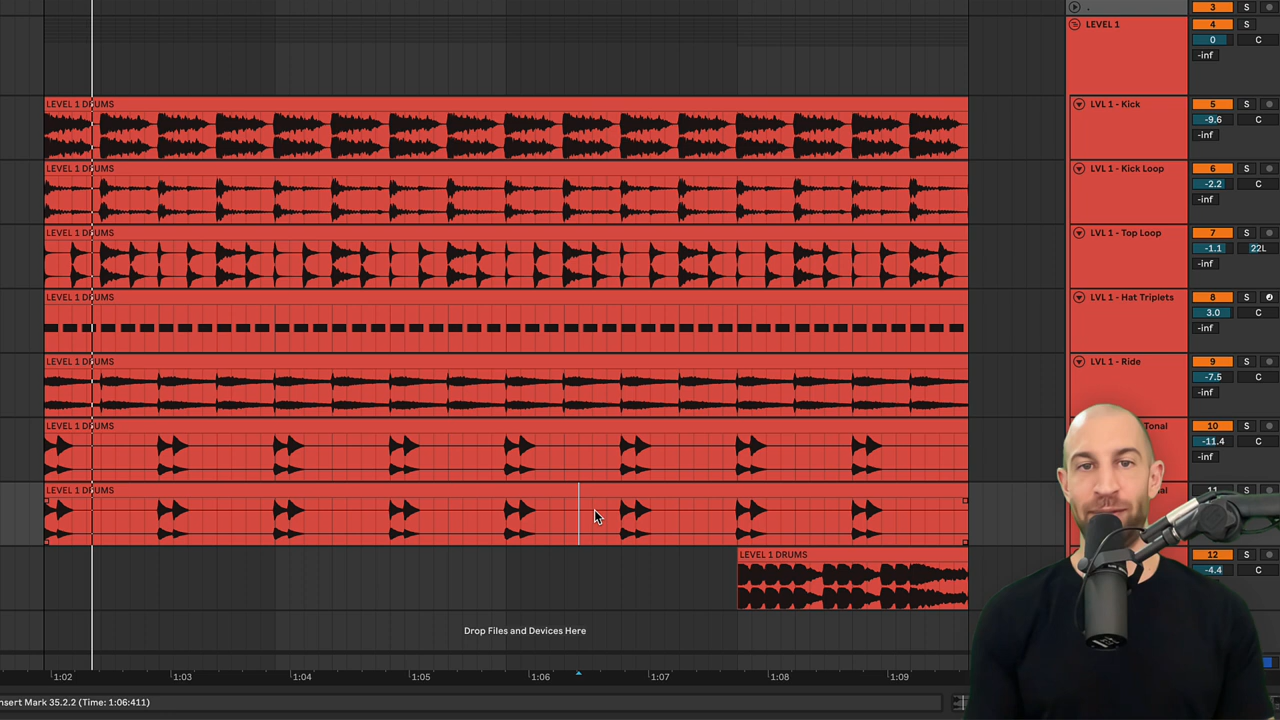 .
3
S
LEVEL 1
4
S
0
C
-inf
LEVEL 1 DRUMS
LVL 1 - Kick
5
S
-9.6
C
-inf
LEVEL 1 DRUMS
LVL 1 - Kick Loop
6
S
-2.2
C
-inf
LEVEL 1 DRUMS
LVL 1 - Top Loop
7
S
-1.1
22L
-inf
LEVEL 1 DRUMS
LVL 1 - Hat Triplets
8
S
3.0
C
-inf
LEVEL 1 DRUMS
LVL 1 - Ride
9
S
-7.5
C
-inf
LEVEL 1 DRUMS
Tonal
10
S
-11.4
C
-inf
LEVEL 1 DRUMS
al
11
S
LEVEL 1 DRUMS
12
S
-4.4
C
Drop Files and Devices Here
1:02
1:03
1:04
1:05
1:06
1:07
1:08
1:09
nsert Mark 35.2.2 (Time: 1:06:411)